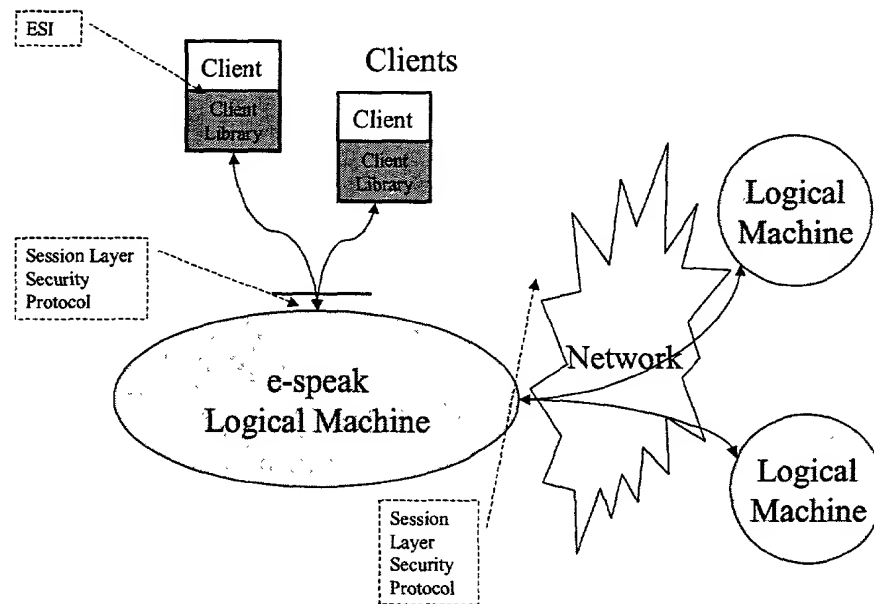 ESI
Client
Client
Library
Clients
Client
Client
Library
Session Layer
Security
Protocol
e-speak
Logical Machine
Network
Logical
Machine
Logical
Machine
Session
Layer
Security
Protocol